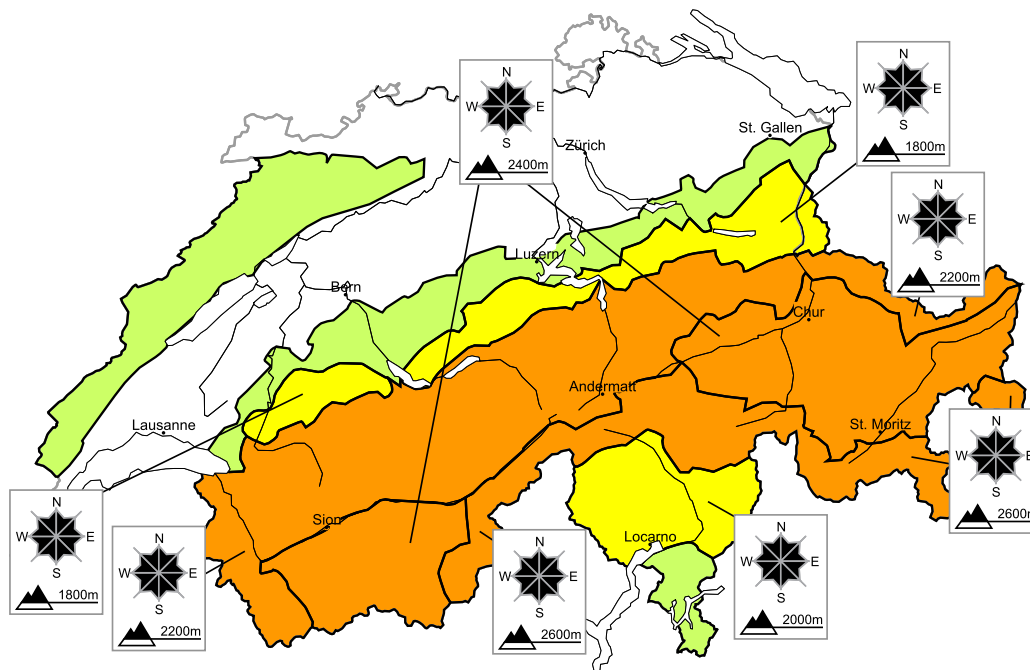 N
W E
S
2400m
N
W E
S
1800m
St. Gallen
Zürich
N
W E
S
2200m
Luzern
Bern
Chur
Andermatt
Lausanne
St. Moritz
N
W E
S
2600m
N
W E
S
1800m
Sion
Locarno
N
W E
S
2200m
N
W E
S
2600m
N
W E
S
2000m